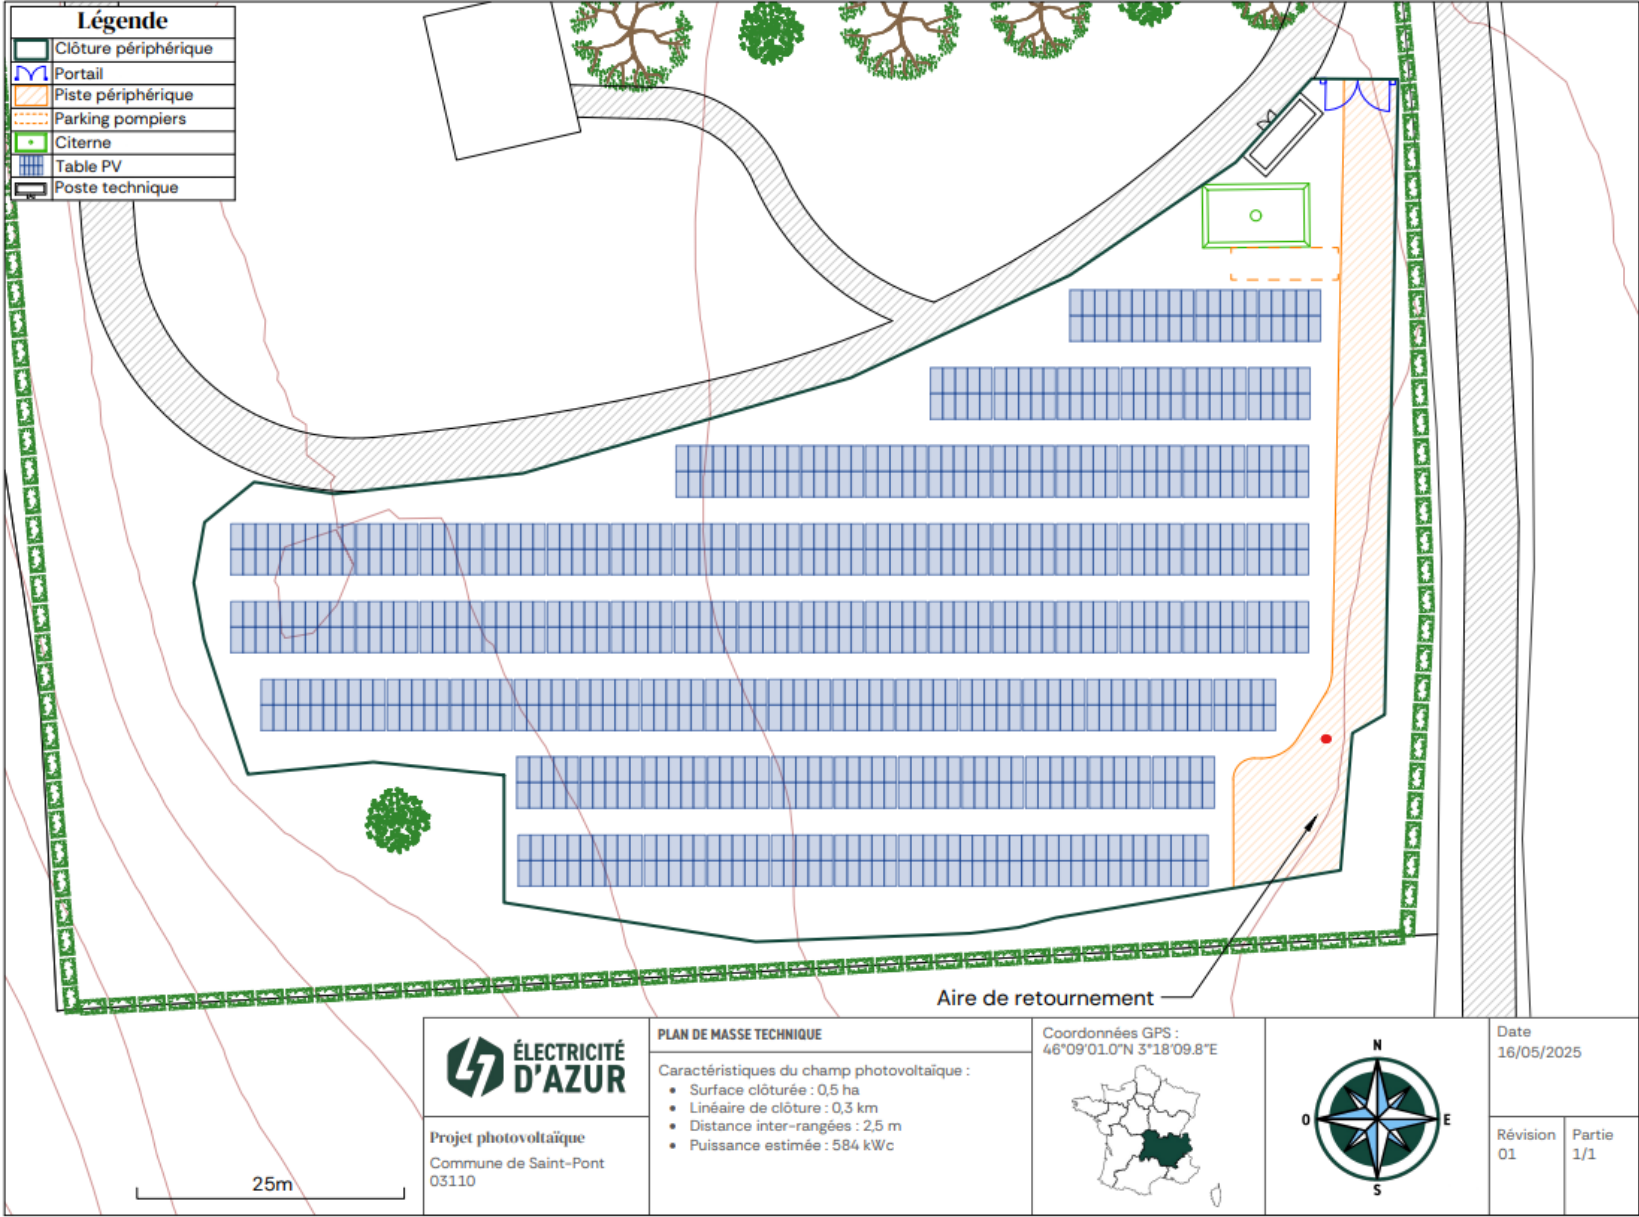 Légende
Clôture périphérique
Portail
Piste périphérique
Parking pompiers
Citerne
Table PV
Poste technique
Aire de retournement
25m
ÉLECTRICITÉ
D'AZUR
Projet photovoltaïque
Commune de Saint-Pont
03110
PLAN DE MASSE TECHNIQUE
Caractéristiques du champ photovoltaïque :
• Surface clôturée : 0,5 ha
• Linéaire de clôture : 0,3 km
• Distance inter-rangées : 2,5 m
• Puissance estimée : 584 kWc
Coordonnées GPS :
46°09'01.0"N 3°18'09.8"E
N
O
E
S
Date
16/05/2025
Révision
01
Partie
1/1